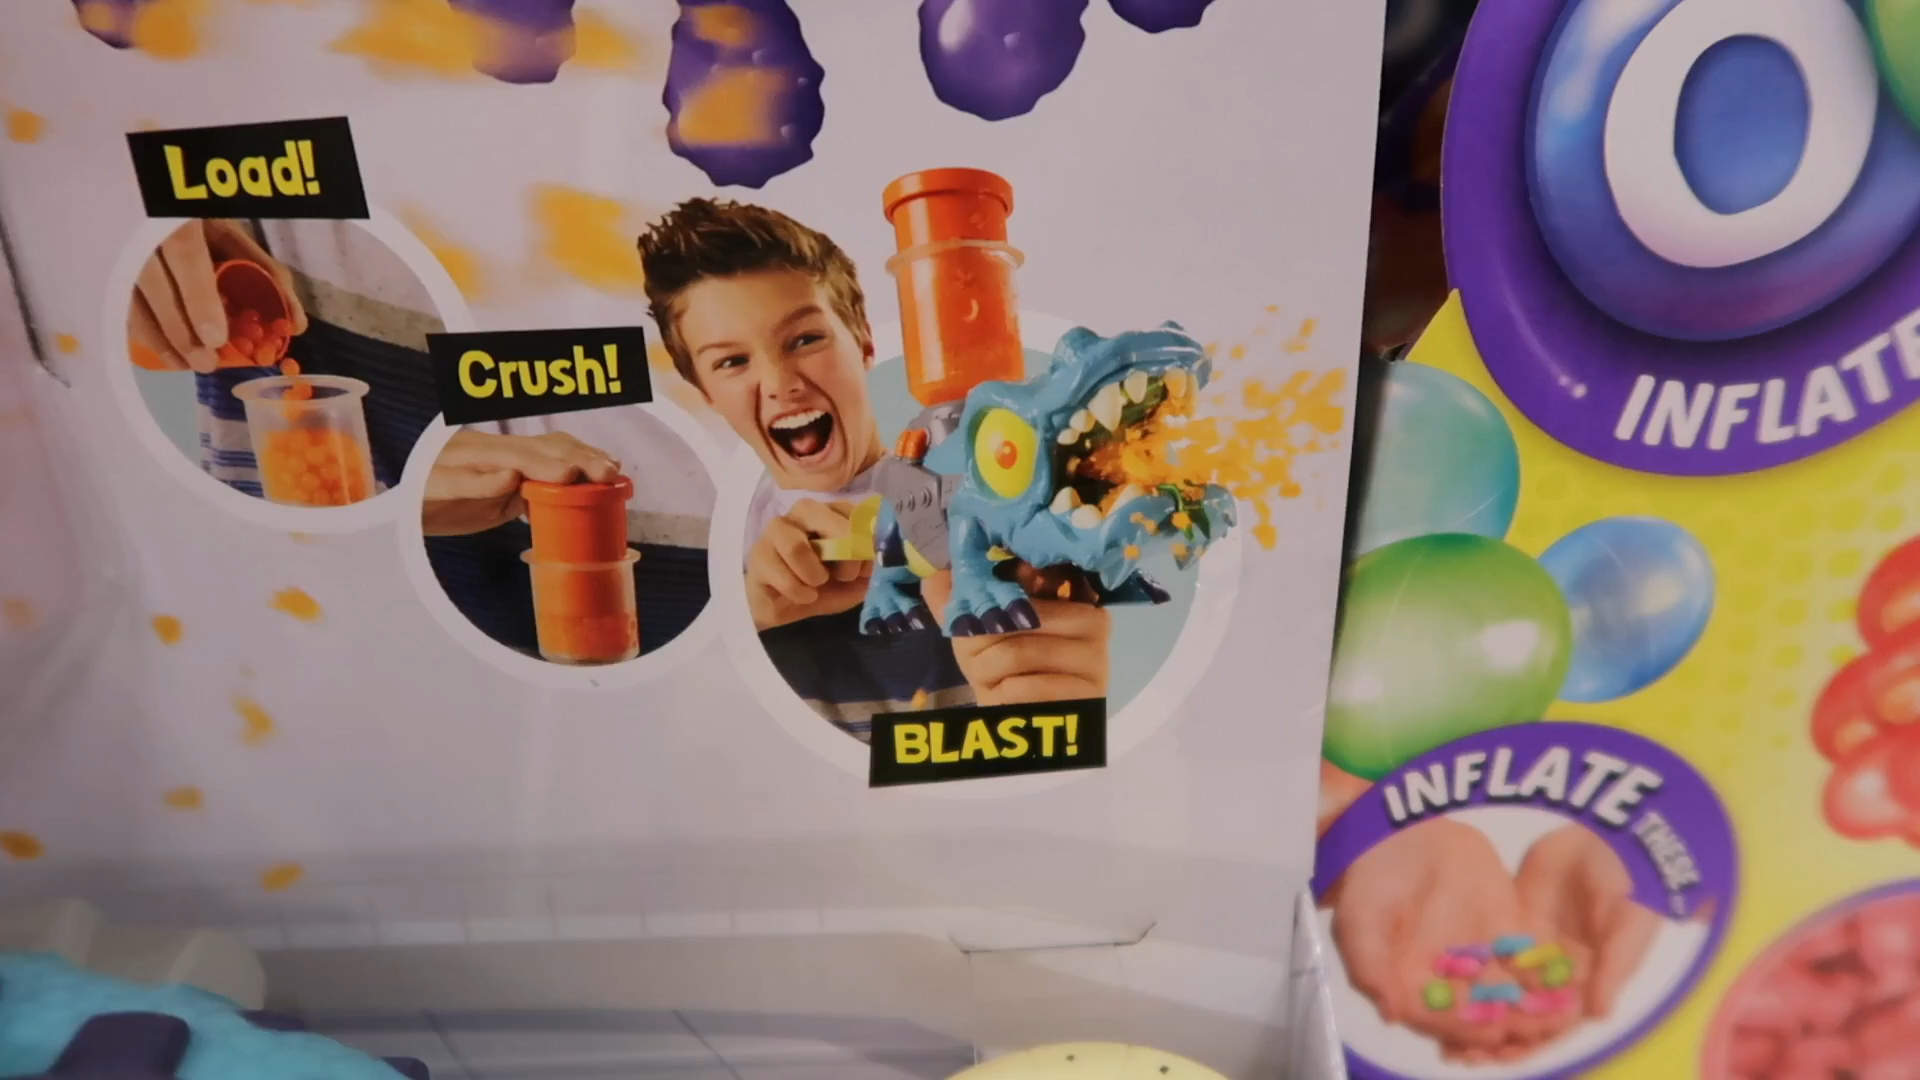 Load!
Crush!
BLAST!
O
INFLATE
INFLATE THESE...